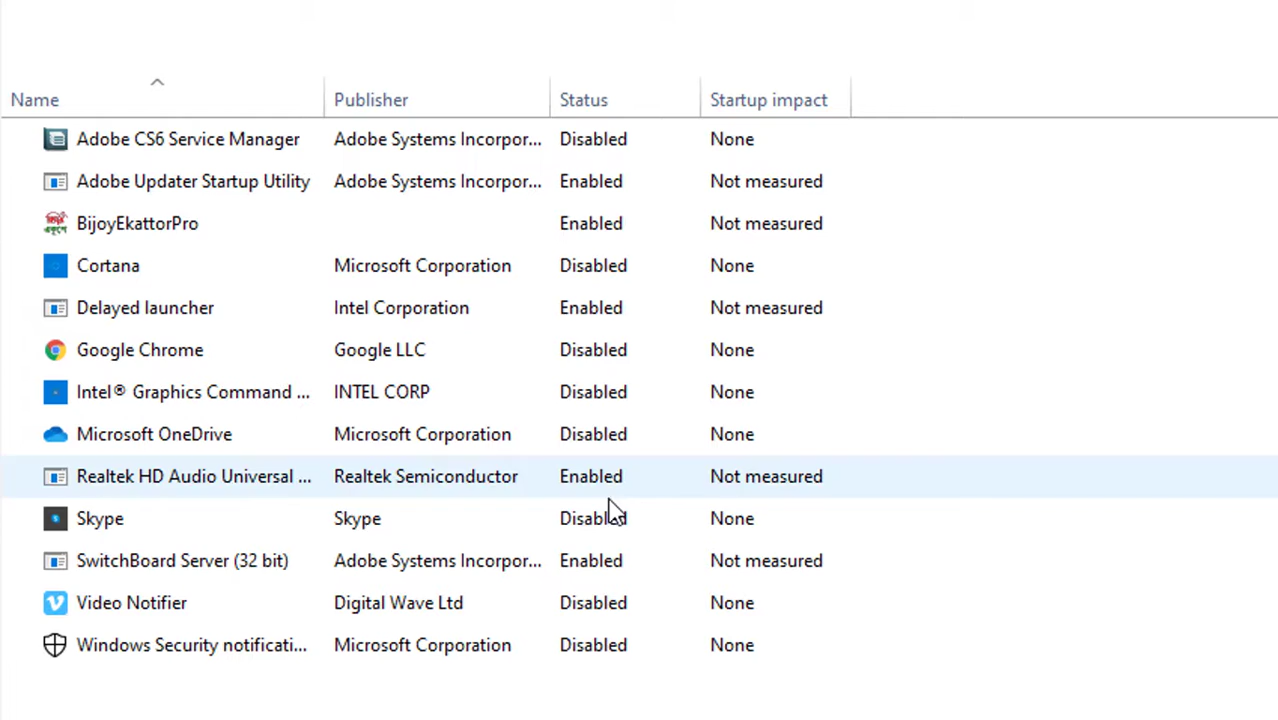 Name Publisher Status Startup impact
Adobe CS6 Service Manager Adobe Systems Incorpor... Disabled None
Adobe Updater Startup Utility Adobe Systems Incorpor... Enabled Not measured
BijoyEkattorPro Enabled Not measured
Cortana Microsoft Corporation Disabled None
Delayed launcher Intel Corporation Enabled Not measured
Google Chrome Google LLC Disabled None
Intel® Graphics Command ... INTEL CORP Disabled None
Microsoft OneDrive Microsoft Corporation Disabled None
Realtek HD Audio Universal ... Realtek Semiconductor Enabled Not measured
Skype Skype Disabled None
SwitchBoard Server (32 bit) Adobe Systems Incorpor... Enabled Not measured
Video Notifier Digital Wave Ltd Disabled None
Windows Security notificati... Microsoft Corporation Disabled None